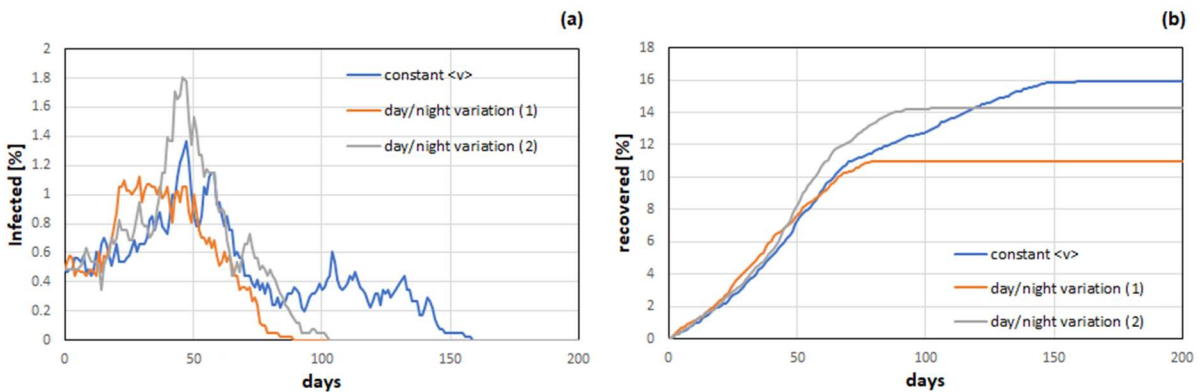 (a)
2
1.8
1.6
1.4
1.2
1
0.8
0.6
0.4
0.2
0
Infected [%]
constant <v>
day/night variation (1)
day/night variation (2)
0 50 100 150 200
days
(b)
18
16
14
12
10
8
6
4
2
0
recovered [%]
constant <v>
day/night variation (1)
day/night variation (2)
0 50 100 150 200
days